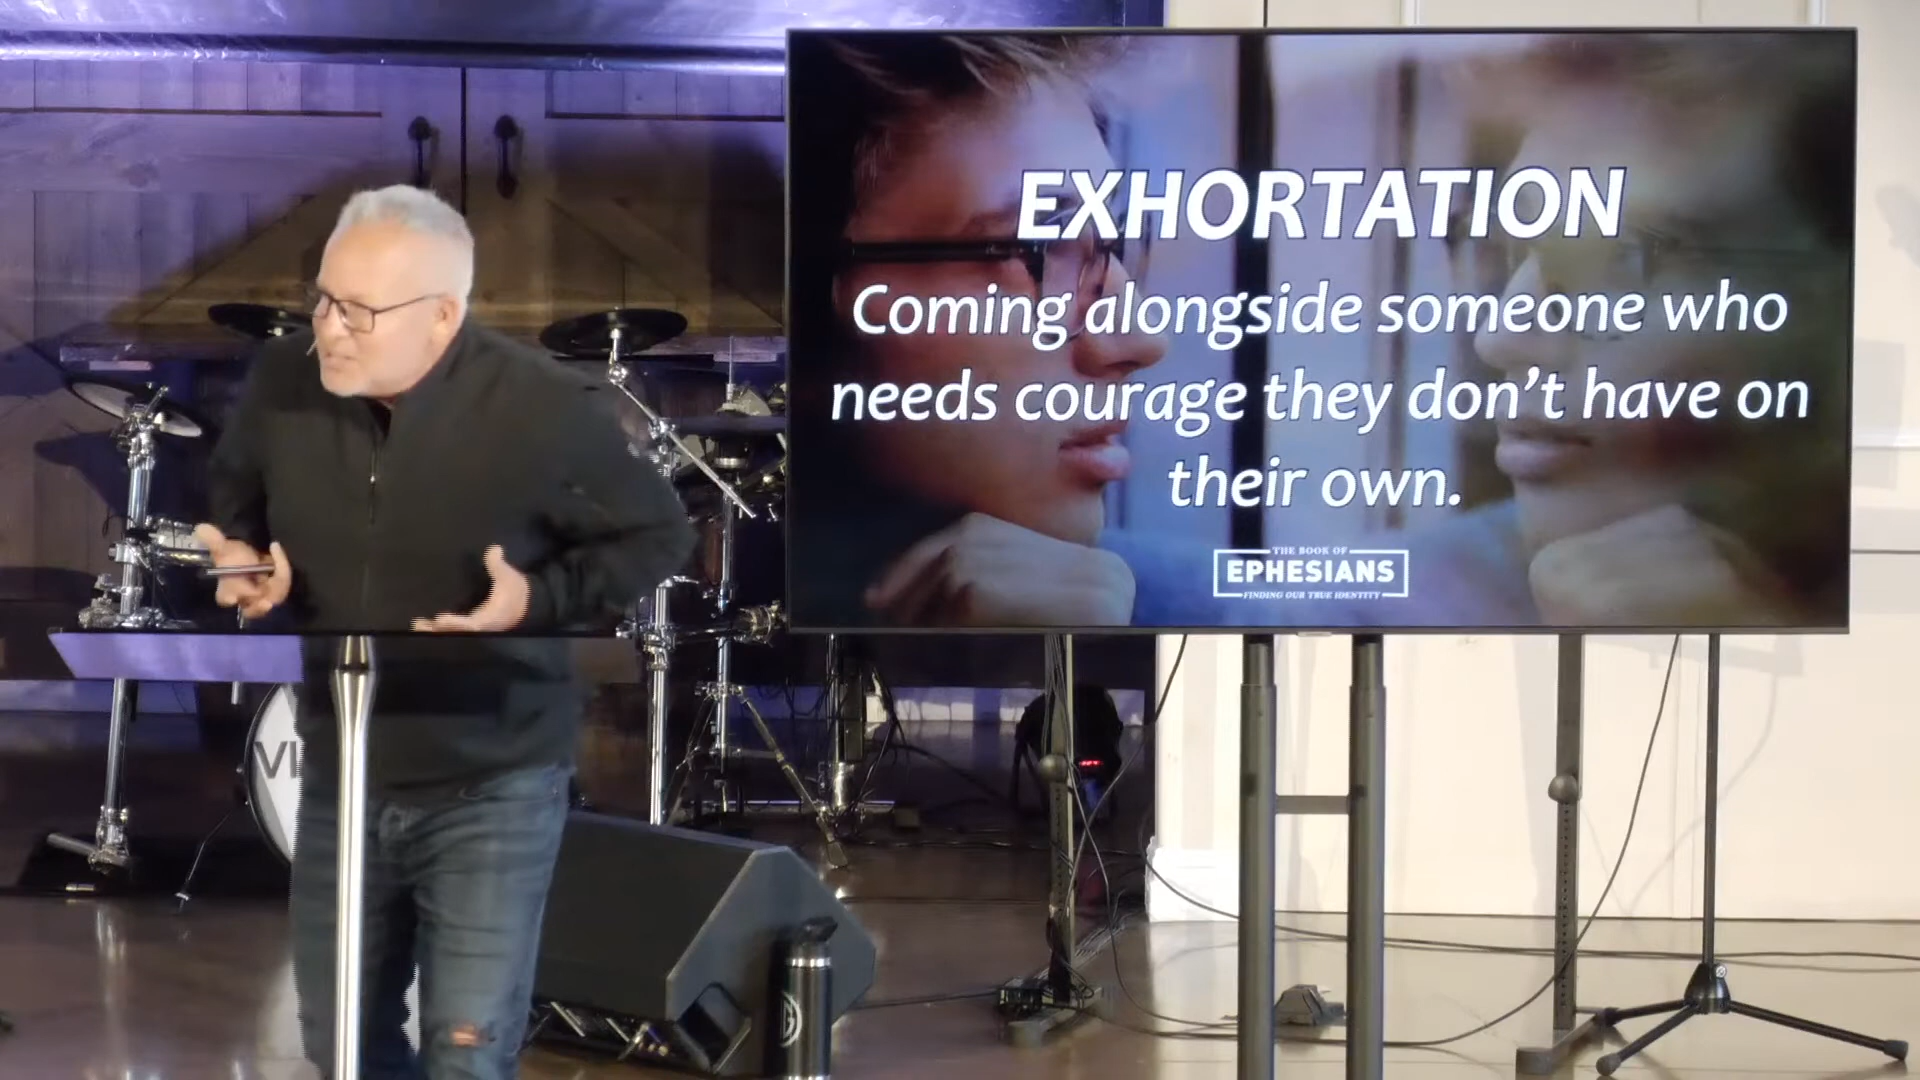 EXHORTATION
Coming alongside someone who
needs courage they don't have on
their own.
THE BOOK OF
EPHESIANS
FINDING OUR TRUE IDENTITY
VI